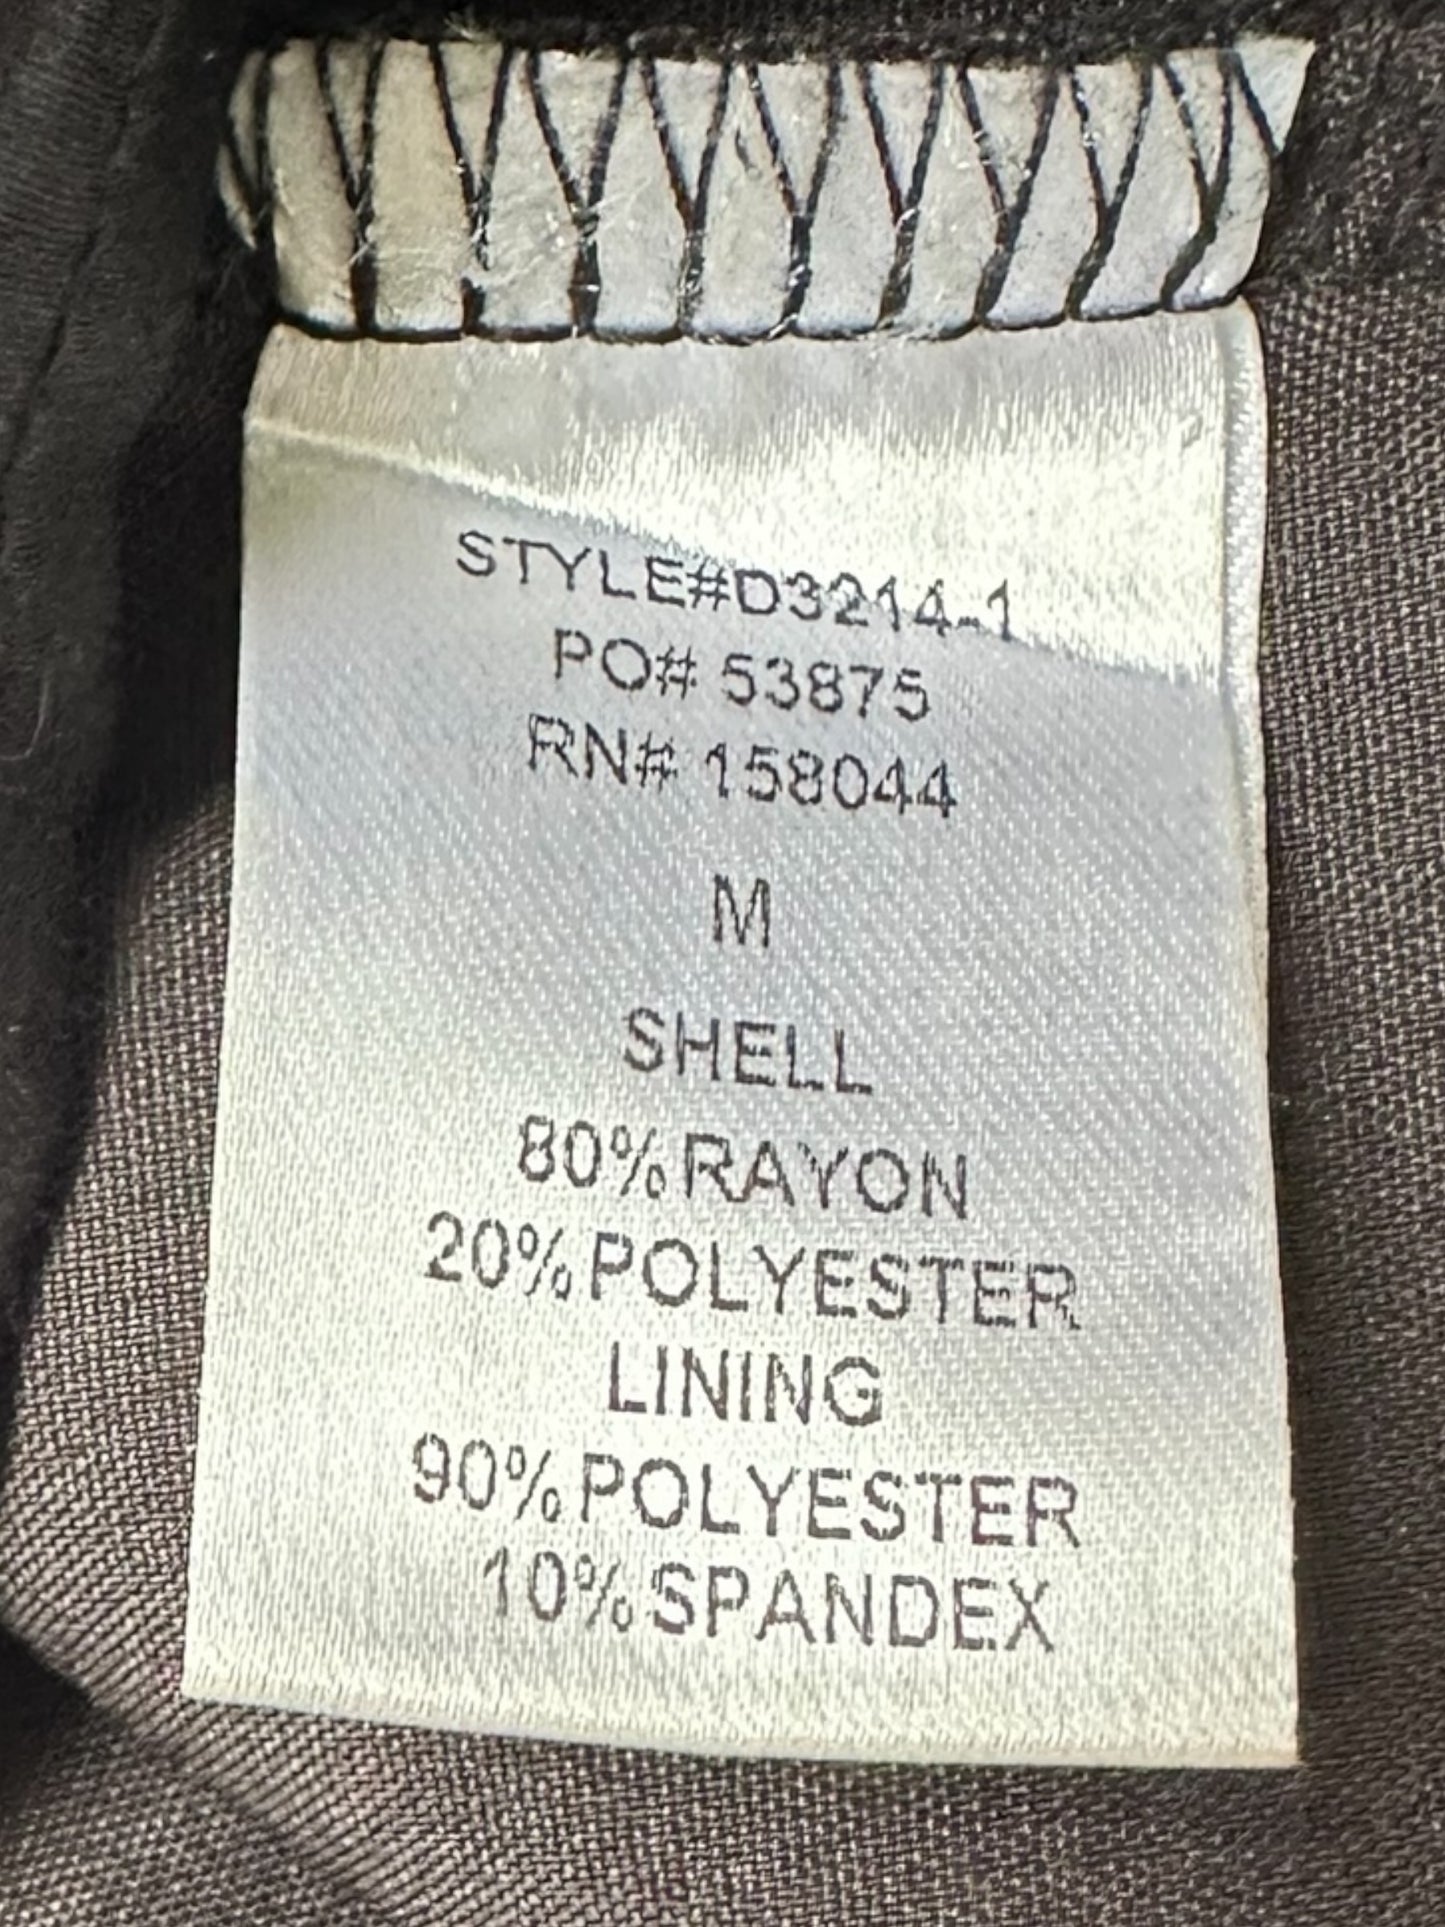 STYLE#D3214-1
PO# 53875
RN# 158044
M
SHELL
80%RAYON
20%POLYESTER
LINING
90%POLYESTER
10%SPANDEX